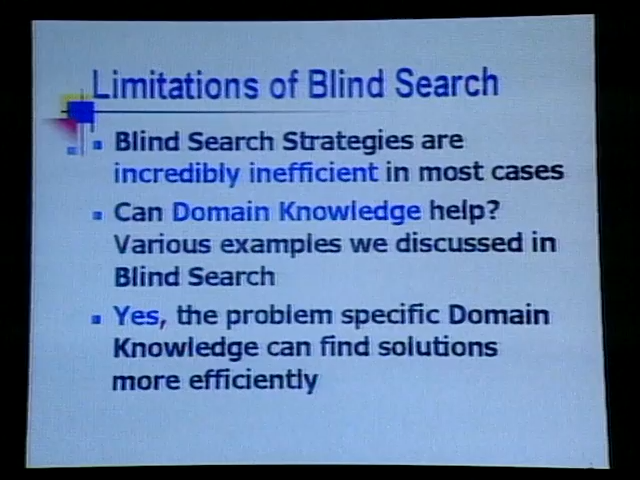 Limitations of Blind Search
Blind Search Strategies are
incredibly inefficient in most cases
Can Domain Knowledge help?
Various examples we discussed in
Blind Search
Yes, the problem specific Domain
Knowledge can find solutions
more efficiently